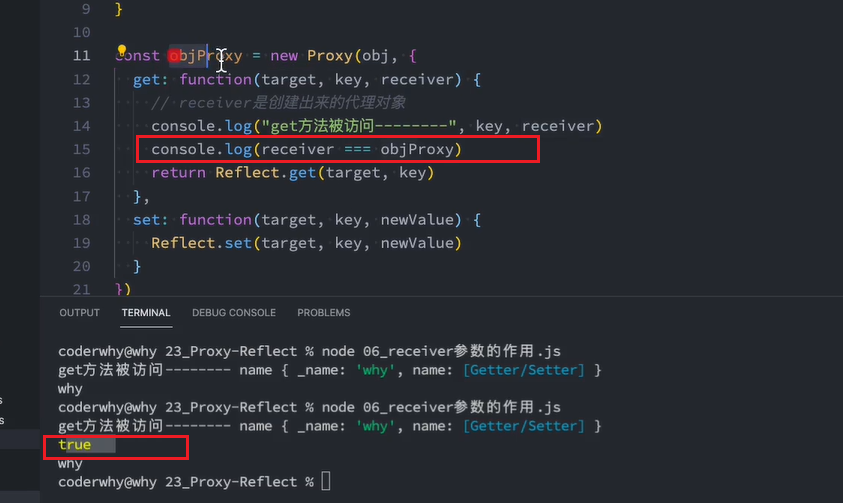 9 }
10
11 const objProxy = new Proxy(obj, {
12 get: function(target, key, receiver) {
13 // receiver是创建出来的代理对象
14 console.log("get方法被访问--------", key, receiver)
15 console.log(receiver === objProxy)
16 return Reflect.get(target, key)
17 },
18 set: function(target, key, newValue) {
19 Reflect.set(target, key, newValue)
20 }
21 })
OUTPUT TERMINAL DEBUG CONSOLE PROBLEMS
coderwhy@why 23_Proxy-Reflect % node 06_receiver参数的作用.js
get方法被访问-------- name { _name: 'why', name: [Getter/Setter] }
why
coderwhy@why 23_Proxy-Reflect % node 06_receiver参数的作用.js
get方法被访问-------- name { _name: 'why', name: [Getter/Setter] }
s
true
s
why
coderwhy@why 23_Proxy-Reflect %